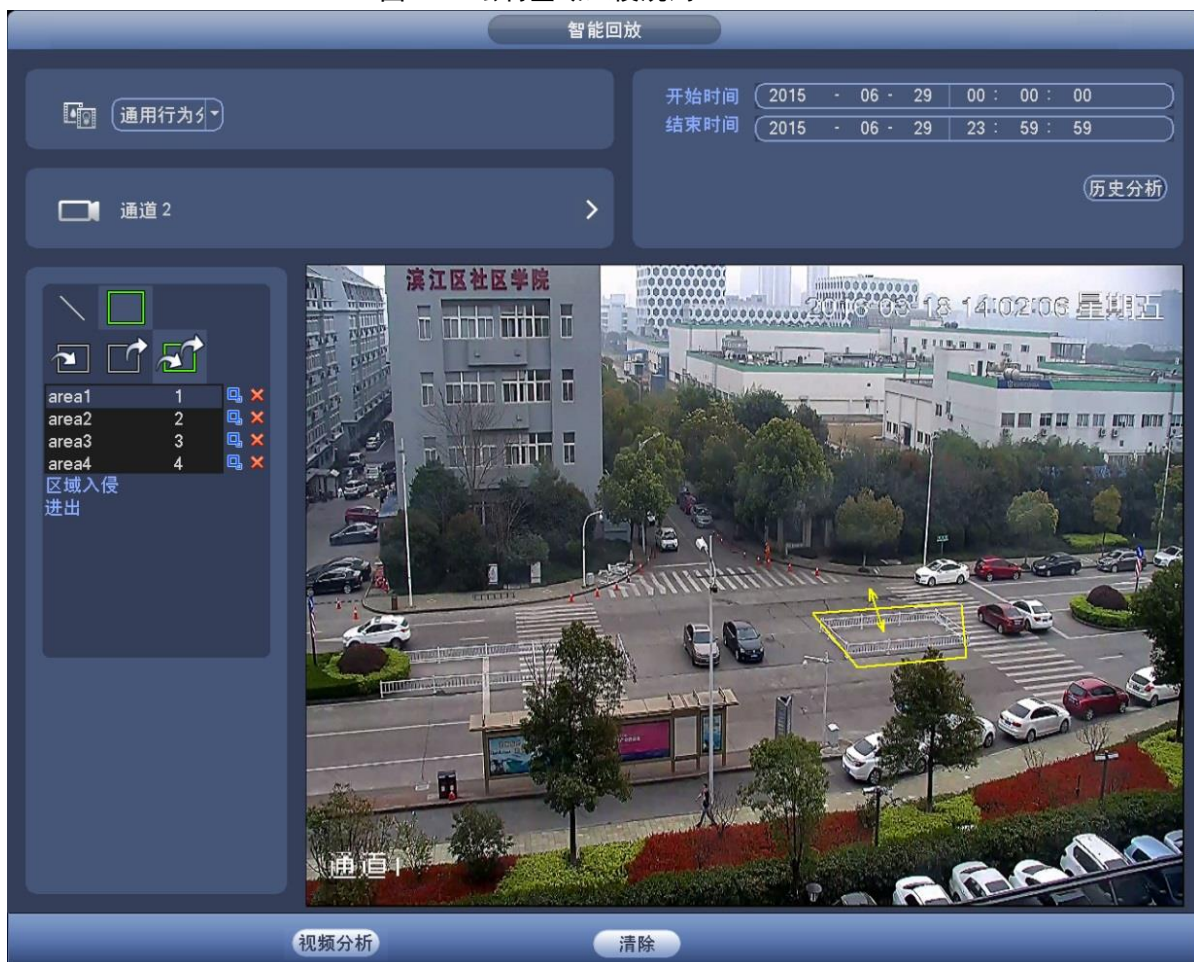 智能回放
通用行为分
开始时间 2015 - 06 - 29 00 : 00 : 00
结束时间 2015 - 06 - 29 23 : 59 : 59
历史分析
通道 2
area1 1
area2 2
area3 3
area4 4
区域入侵
进出
滨江区社区学院
14:02:06 星期五
通道1
视频分析
清除